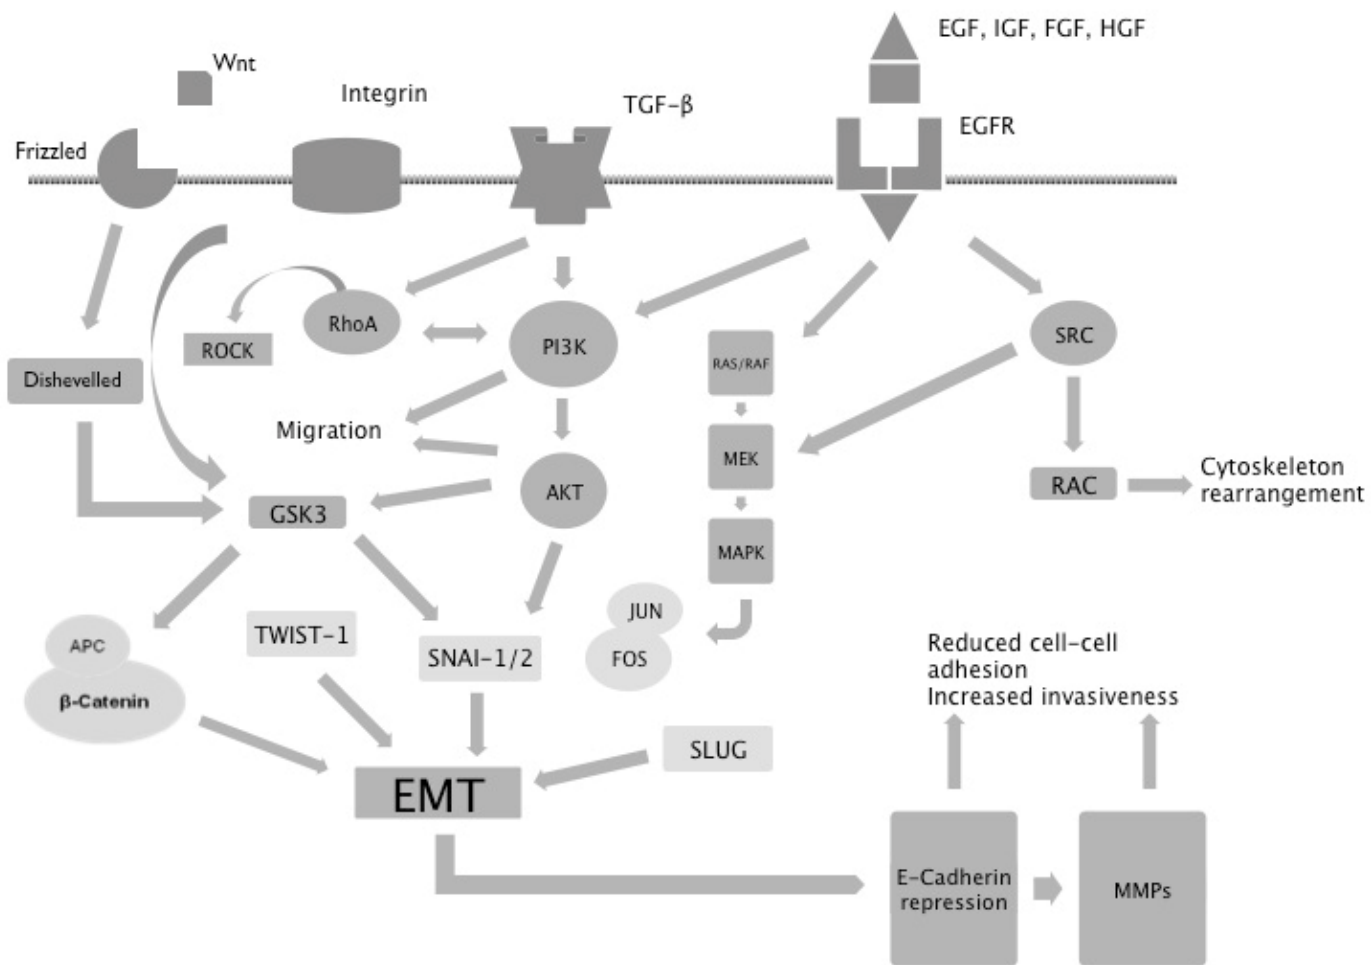 EGF, IGF, FGF, HGF
Wnt
Integrin
TGF-β
EGFR
Frizzled
RhoA
ROCK
PI3K
RAS/RAF
SRC
Dishevelled
Migration
MEK
AKT
RAC
Cytoskeleton
rearrangement
GSK3
MAPK
JUN
FOS
TWIST-1
SNAI-1/2
APC
β-Catenin
SLUG
EMT
Reduced cell-cell
adhesion
Increased invasiveness
E-Cadherin
repression
MMPs